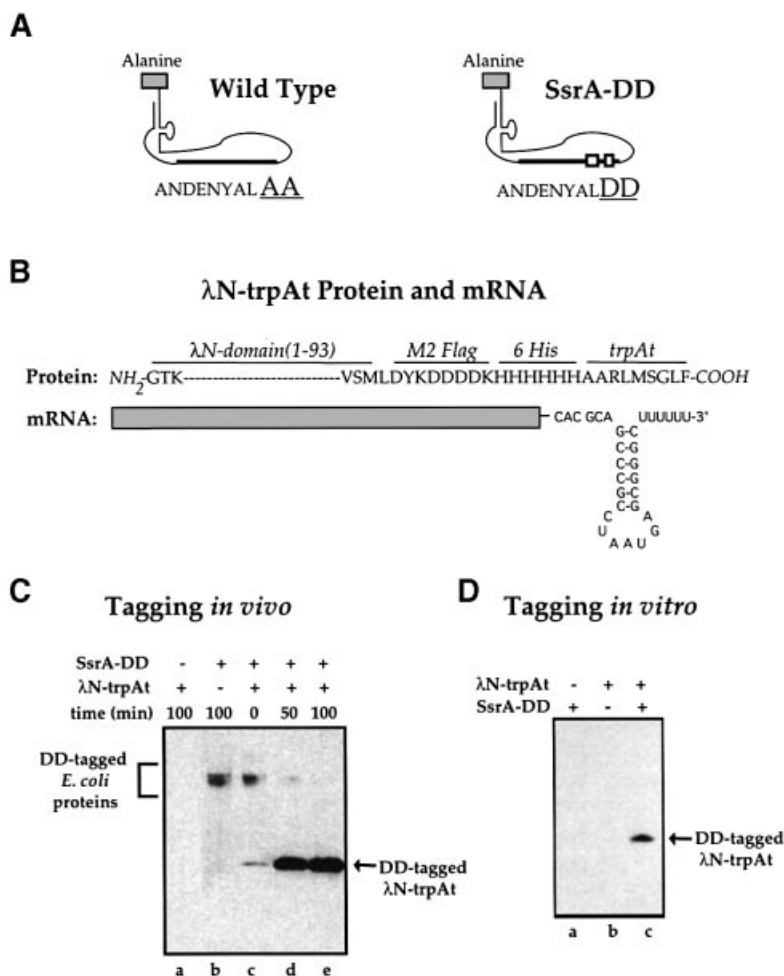 A
Alanine
Wild Type
ANDENYALAA
Alanine
SsrA-DD
ANDENYALDD
B
λN-trpAt Protein and mRNA
λN-domain(1-93) M2 Flag 6 His trpAt
Protein: NH2-GTK----------------------------VSMLDYKDDDDKHHHHHHAARLMSGLF-COOH
mRNA: CAC GCA UUUUUU-3'
G-C
C-G
C-G
C-G
G-C
C-G
C A
U G
A A U
C
Tagging in vivo
SsrA-DD - + + + +
λN-trpAt + - + + +
time (min) 100 100 0 50 100
DD-tagged
E. coli
proteins
DD-tagged
λN-trpAt
a b c d e
D
Tagging in vitro
λN-trpAt - + +
SsrA-DD + - +
DD-tagged
λN-trpAt
a b c